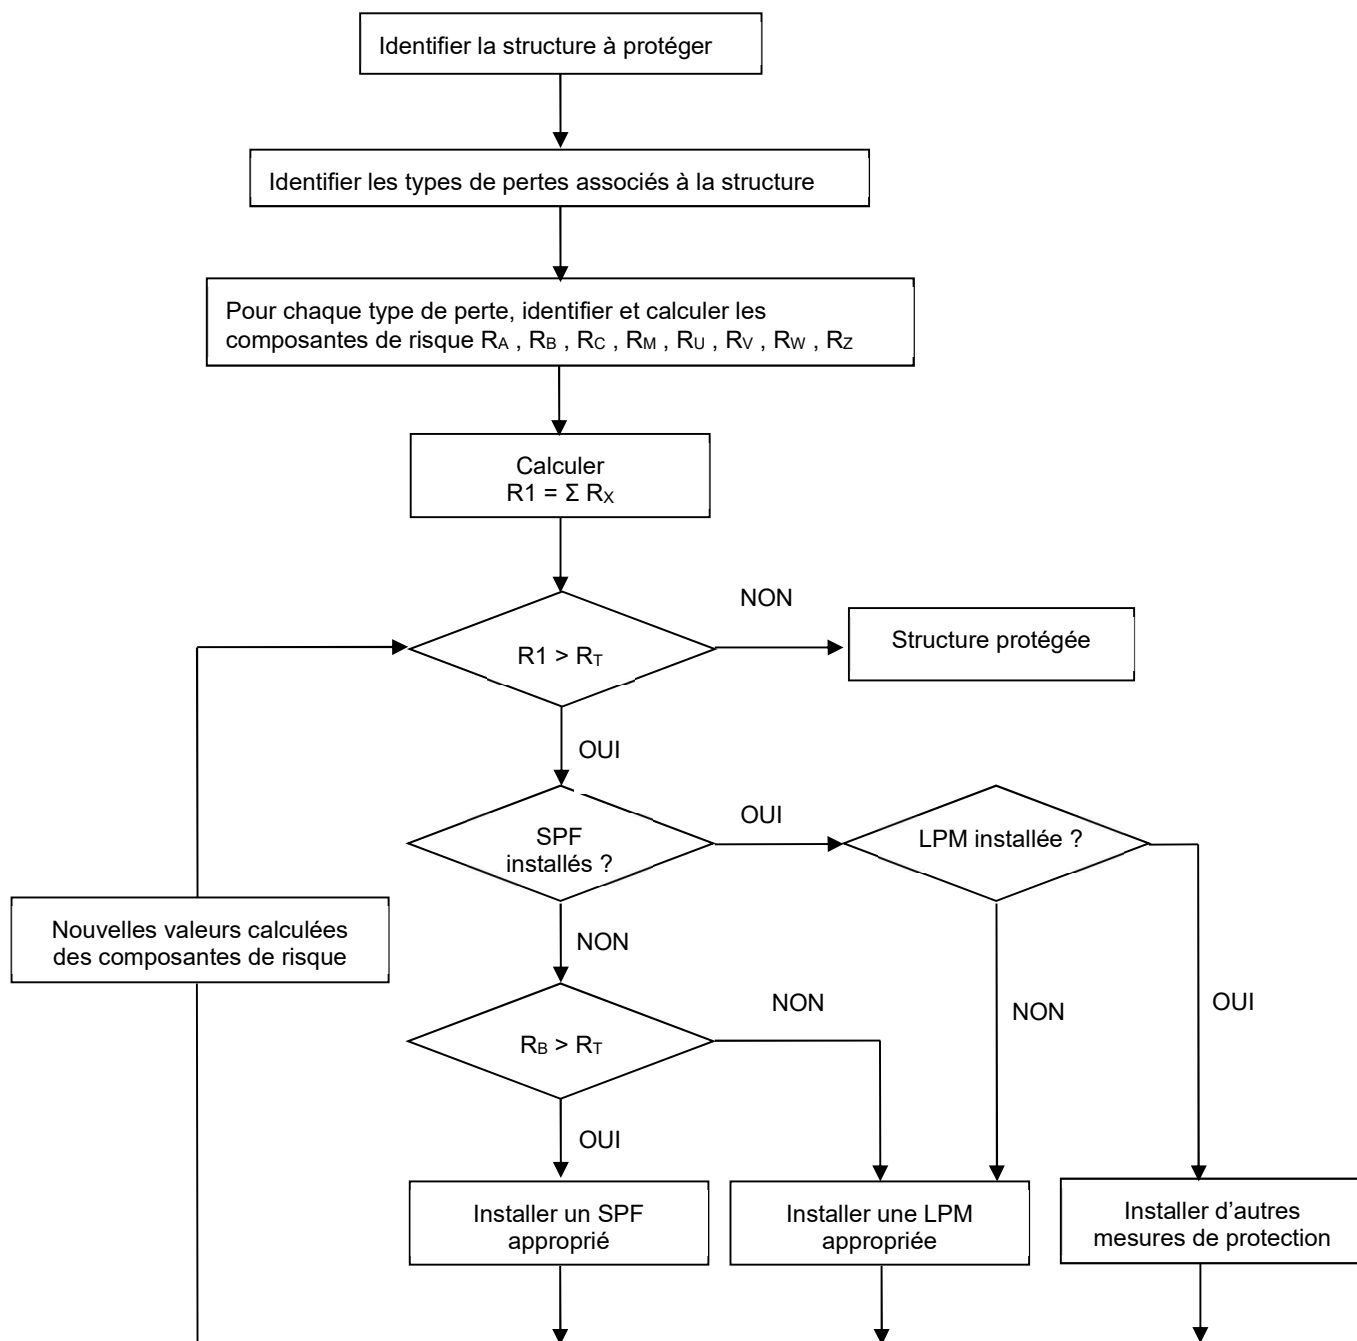 Identifier la structure à protéger
Identifier les types de pertes associés à la structure
Pour chaque type de perte, identifier et calculer les
composantes de risque RA , RB , RC , RM , RU , RV , RW , RZ
Calculer
R1 = Σ RX
NON
R1 > RT
Structure protégée
OUI
SPF
installés ?
OUI
LPM installée ?
Nouvelles valeurs calculées
des composantes de risque
NON
RB > RT
NON
NON
OUI
OUI
Installer un SPF
approprié
Installer une LPM
appropriée
Installer d’autres
mesures de protection